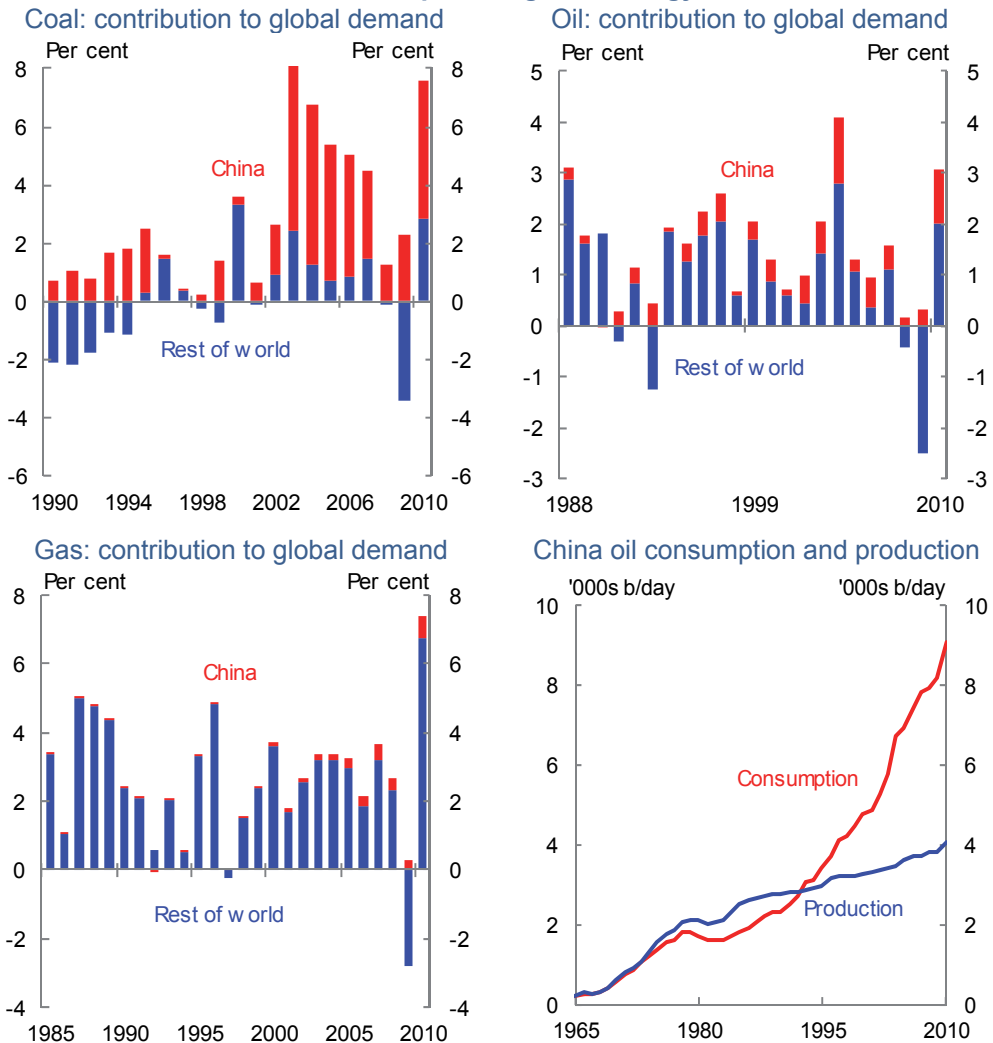 Coal: contribution to global demand
Per cent Per cent
8 8
6 6
China
4 4
2 2
0 0
Rest of world
-2 -2
-4 -4
-6 -6
1990 1994 1998 2002 2006 2010
Oil: contribution to global demand
Per cent Per cent
5 5
4 4
China
3 3
2 2
1 1
0 0
Rest of world
-1 -1
-2 -2
-3 -3
1988 1999 2010
Gas: contribution to global demand
Per cent Per cent
8 8
6 6
China
4 4
2 2
0 0
Rest of world
-2 -2
-4 -4
1985 1990 1995 2000 2005 2010
China oil consumption and production
'000s b/day '000s b/day
10 10
8 8
6 6
Consumption
4 4
Production
2 2
0 0
1965 1980 1995 2010